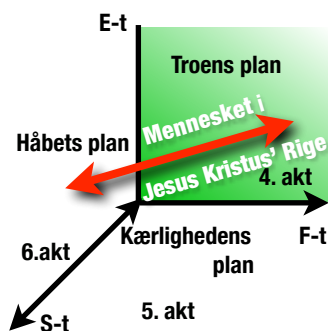 E-t
Troens plan
Mennesket i
Håbets plan
Jesus Kristus' Rige
4. akt
Kærlighedens
plan
F-t
6.akt
5. akt
S-t